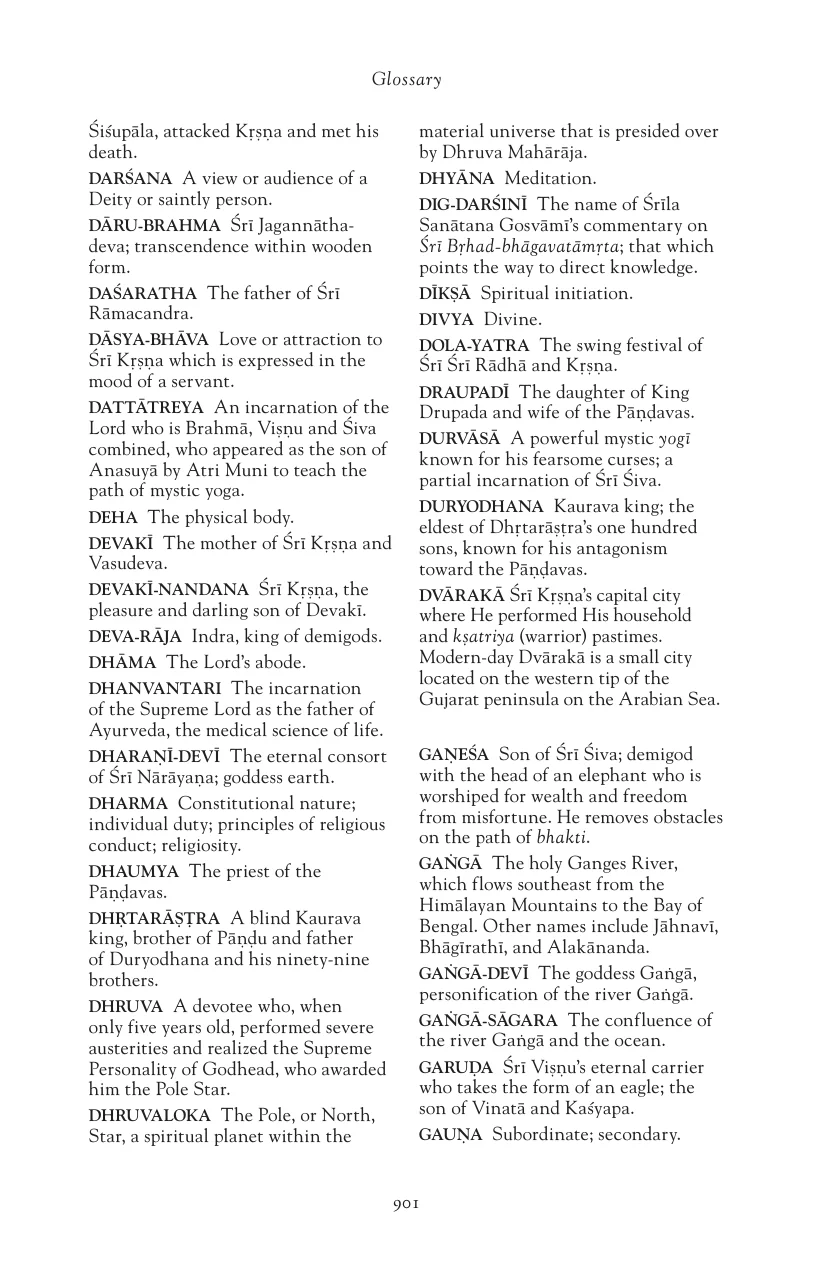 Glossary
Śiśupāla, attacked Kṛṣṇa and met his
death.
DARŚANA A view or audience of a
Deity or saintly person.
DĀRU-BRAHMA Śrī Jagannātha-
deva; transcendence within wooden
form.
DAŚARATHA The father of Śrī
Rāmacandra.
DĀSYA-BHĀVA Love or attraction to
Śrī Kṛṣṇa which is expressed in the
mood of a servant.
DATTĀTREYA An incarnation of the
Lord who is Brahmā, Viṣṇu and Śiva
combined, who appeared as the son of
Anasuyā by Atri Muni to teach the
path of mystic yoga.
DEHA The physical body.
DEVAKĪ The mother of Śrī Kṛṣṇa and
Vasudeva.
DEVAKĪ-NANDANA Śrī Kṛṣṇa, the
pleasure and darling son of Devakī.
DEVA-RĀJA Indra, king of demigods.
DHĀMA The Lord's abode.
DHANVANTARI The incarnation
of the Supreme Lord as the father of
Ayurveda, the medical science of life.
DHARAṆĪ-DEVĪ The eternal consort
of Śrī Nārāyaṇa; goddess earth.
DHARMA Constitutional nature;
individual duty; principles of religious
conduct; religiosity.
DHAUMYA The priest of the
Pāṇḍavas.
DHṚTARĀṢṬRA A blind Kaurava
king, brother of Pāṇḍu and father
of Duryodhana and his ninety-nine
brothers.
DHRUVA A devotee who, when
only five years old, performed severe
austerities and realized the Supreme
Personality of Godhead, who awarded
him the Pole Star.
DHRUVALOKA The Pole, or North,
Star, a spiritual planet within the
material universe that is presided over
by Dhruva Mahārāja.
DHYĀNA Meditation.
DIG-DARŚINĪ The name of Śrīla
Sanātana Gosvāmī's commentary on
Śrī Bṛhad-bhāgavatāmṛta; that which
points the way to direct knowledge.
DĪKṢĀ Spiritual initiation.
DIVYA Divine.
DOLA-YATRA The swing festival of
Śrī Śrī Rādhā and Kṛṣṇa.
DRAUPADĪ The daughter of King
Drupada and wife of the Pāṇḍavas.
DURVĀSĀ A powerful mystic yogī
known for his fearsome curses; a
partial incarnation of Śrī Śiva.
DURYODHANA Kaurava king; the
eldest of Dhṛtarāṣṭra's one hundred
sons, known for his antagonism
toward the Pāṇḍavas.
DVĀRAKĀ Śrī Kṛṣṇa's capital city
where He performed His household
and kṣatriya (warrior) pastimes.
Modern-day Dvārakā is a small city
located on the western tip of the
Gujarat peninsula on the Arabian Sea.
GAṆEŚA Son of Śrī Śiva; demigod
with the head of an elephant who is
worshiped for wealth and freedom
from misfortune. He removes obstacles
on the path of bhakti.
GAṄGĀ The holy Ganges River,
which flows southeast from the
Himālayan Mountains to the Bay of
Bengal. Other names include Jāhnavī,
Bhāgīrathī, and Alakānanda.
GAṄGĀ-DEVĪ The goddess Gaṅgā,
personification of the river Gaṅgā.
GAṄGĀ-SĀGARA The confluence of
the river Gaṅgā and the ocean.
GARUḌA Śrī Viṣṇu's eternal carrier
who takes the form of an eagle; the
son of Vinatā and Kaśyapa.
GAUṆA Subordinate; secondary.
901